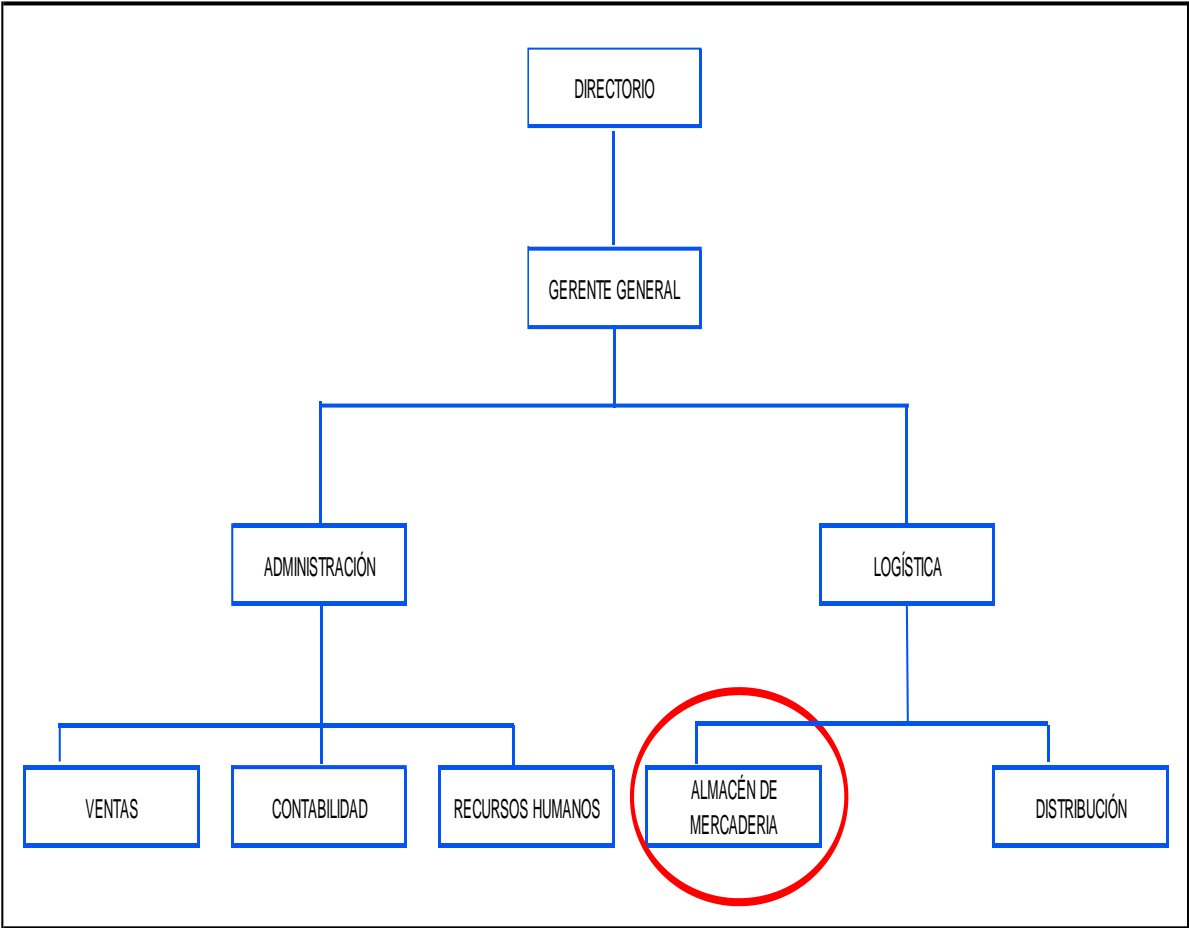 DIRECTORIO
GERENTE GENERAL
ADMINISTRACIÓN
LOGÍSTICA
VENTAS
CONTABILIDAD
RECURSOS HUMANOS
ALMACÉN DE
MERCADERIA
DISTRIBUCIÓN